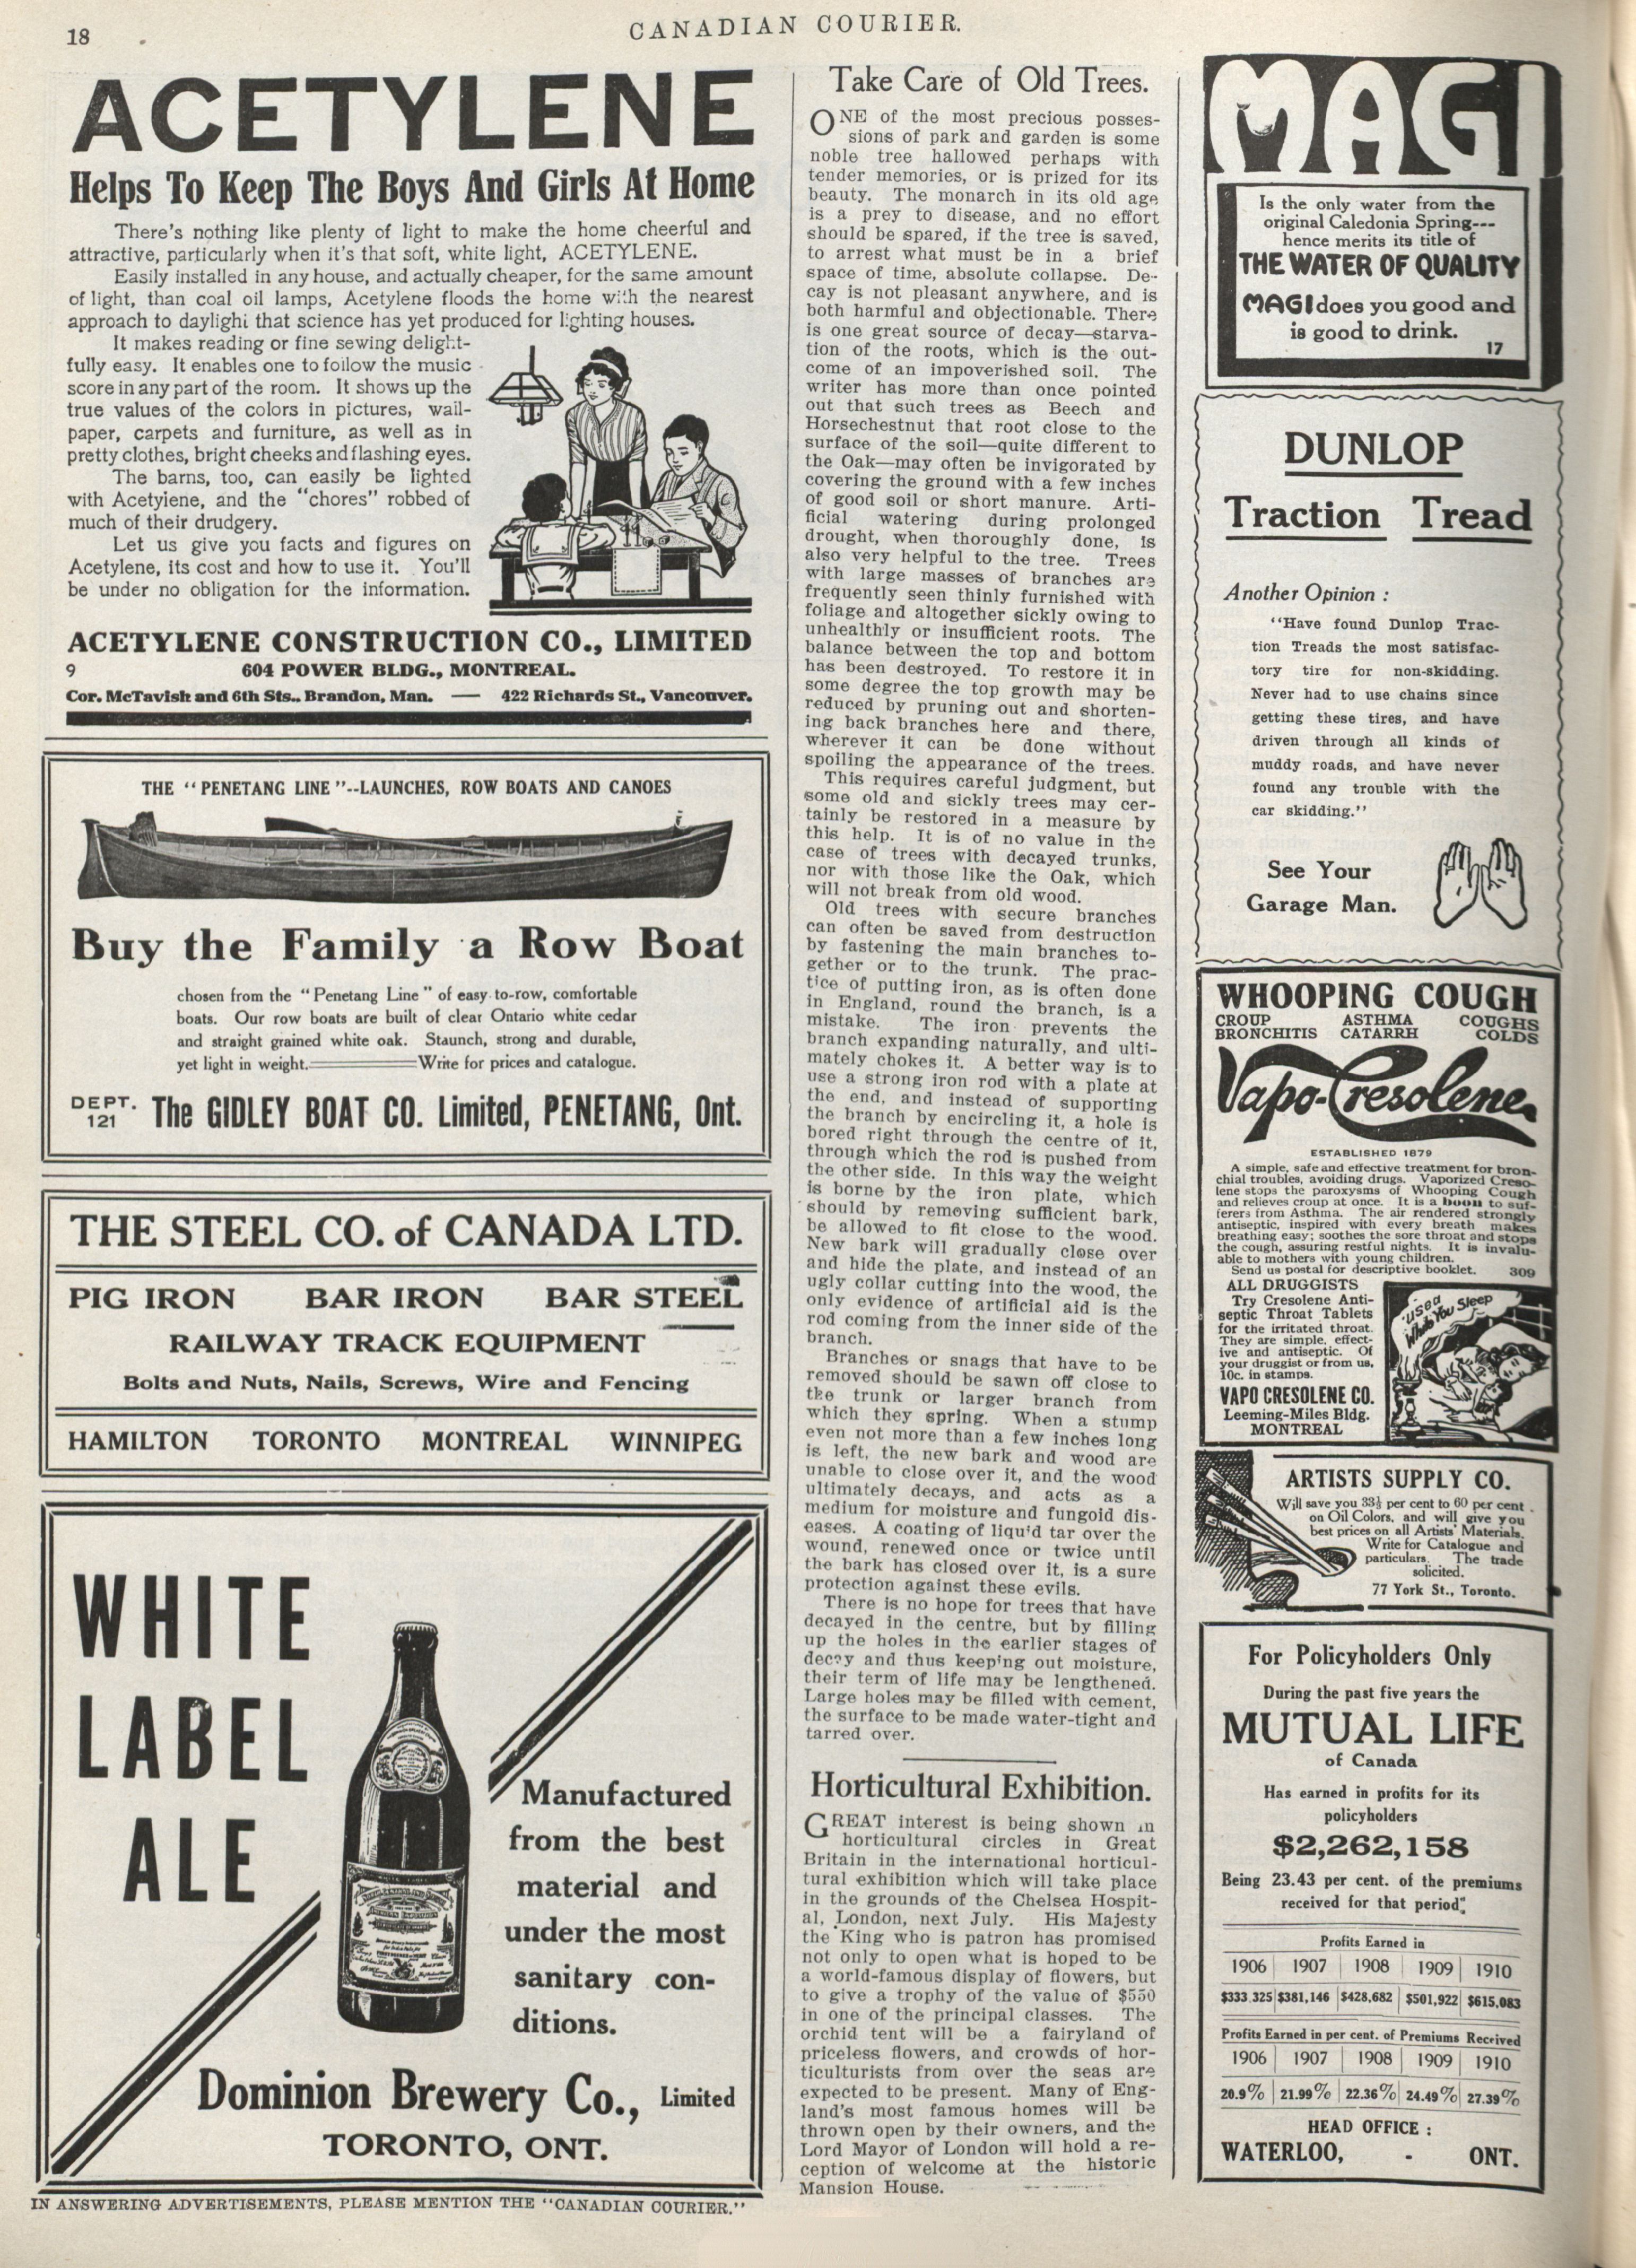 18
CANADIAN COURIER.
ACETYLENE
Helps To Keep The Boys And Girls At Home
There's nothing like plenty of light to make the home cheerful and
attractive, particularly when it's that soft, white light, ACETYLENE.
Easily installed in any house, and actually cheaper, for the same amount
of light, than coal oil lamps, Acetylene floods the home with the nearest
approach to daylight that science has yet produced for lighting houses.
It makes reading or fine sewing delight-
fully easy. It enables one to follow the music
score in any part of the room. It shows up the
true values of the colors in pictures, wall-
paper, carpets and furniture, as well as in
pretty clothes, bright cheeks and flashing eyes.
The barns, too, can easily be lighted
with Acetylene, and the "chores" robbed of
much of their drudgery.
Let us give you facts and figures on
Acetylene, its cost and how to use it. You'll
be under no obligation for the information.
ACETYLENE CONSTRUCTION CO., LIMITED
9 604 POWER BLDG., MONTREAL.
Cor. McTavish and 6th Sts., Brandon, Man. — 422 Richards St., Vancouver.
THE "PENETANG LINE"--LAUNCHES, ROW BOATS AND CANOES
Buy the Family a Row Boat
chosen from the "Penetang Line" of easy-to-row, comfortable
boats. Our row boats are built of clear Ontario white cedar
and straight grained white oak. Staunch, strong and durable,
yet light in weight. Write for prices and catalogue.
DEPT. 121 The GIDLEY BOAT CO. Limited, PENETANG, Ont.
THE STEEL CO. of CANADA LTD.
PIG IRON BAR IRON BAR STEEL
RAILWAY TRACK EQUIPMENT
Bolts and Nuts, Nails, Screws, Wire and Fencing
HAMILTON TORONTO MONTREAL WINNIPEG
WHITE
LABEL
ALE
Manufactured
from the best
material and
under the most
sanitary con-
ditions.
Dominion Brewery Co., Limited
TORONTO, ONT.
IN ANSWERING ADVERTISEMENTS, PLEASE MENTION THE "CANADIAN COURIER."
Take Care of Old Trees.
ONE of the most precious posses-
sions of park and garden is some
noble tree hallowed perhaps with
tender memories, or is prized for its
beauty. The monarch in its old age
is a prey to disease, and no effort
should be spared, if the tree is saved,
to arrest what must be in a brief
space of time, absolute collapse. De-
cay is not pleasant anywhere, and is
both harmful and objectionable. There
is one great source of decay—starva-
tion of the roots, which is the out-
come of an impoverished soil. The
writer has more than once pointed
out that such trees as Beech and
Horsechestnut that root close to the
surface of the soil—quite different to
the Oak—may often be invigorated by
covering the ground with a few inches
of good soil or short manure. Arti-
ficial watering during prolonged
drought, when thoroughly done, is
also very helpful to the tree. Trees
with large masses of branches are
frequently seen thinly furnished with
foliage and altogether sickly owing to
unhealthly or insufficient roots. The
balance between the top and bottom
has been destroyed. To restore it in
some degree the top growth may be
reduced by pruning out and shorten-
ing back branches here and there,
wherever it can be done without
spoiling the appearance of the trees.
This requires careful judgment, but
some old and sickly trees may cer-
tainly be restored in a measure by
this help. It is of no value in the
case of trees with decayed trunks,
nor with those like the Oak, which
will not break from old wood.
Old trees with secure branches
can often be saved from destruction
by fastening the main branches to-
gether or to the trunk. The prac-
tice of putting iron, as is often done
in England, round the branch, is a
mistake. The iron prevents the
branch expanding naturally, and ulti-
mately chokes it. A better way is to
use a strong iron rod with a plate at
the end, and instead of supporting
the branch by encircling it, a hole is
bored right through the centre of it,
through which the rod is pushed from
the other side. In this way the weight
is borne by the iron plate, which
should by removing sufficient bark,
be allowed to fit close to the wood.
New bark will gradually close over
and hide the plate, and instead of an
ugly collar cutting into the wood, the
only evidence of artificial aid is the
rod coming from the inner side of the
branch.
Branches or snags that have to be
removed should be sawn off close to
the trunk or larger branch from
which they spring. When a stump
even not more than a few inches long
is left, the new bark and wood are
unable to close over it, and the wood
ultimately decays, and acts as a
medium for moisture and fungoid dis-
eases. A coating of liquid tar over the
wound, renewed once or twice until
the bark has closed over it, is a sure
protection against these evils.
There is no hope for trees that have
decayed in the centre, but by filling
up the holes in the earlier stages of
decay and thus keeping out moisture,
their term of life may be lengthened.
Large holes may be filled with cement,
the surface to be made water-tight and
tarred over.
Horticultural Exhibition.
GREAT interest is being shown in
horticultural circles in Great
Britain in the international horticul-
tural exhibition which will take place
in the grounds of the Chelsea Hospit-
al, London, next July. His Majesty
the King who is patron has promised
not only to open what is hoped to be
a world-famous display of flowers, but
to give a trophy of the value of $550
in one of the principal classes. The
orchid tent will be a fairyland of
priceless flowers, and crowds of hor-
ticulturists from over the seas are
expected to be present. Many of Eng-
land's most famous homes will be
thrown open by their owners, and the
Lord Mayor of London will hold a re-
ception of welcome at the historic
Mansion House.
MAGI
Is the only water from the
original Caledonia Spring---
hence merits its title of
THE WATER OF QUALITY
MAGI does you good and
is good to drink.
17
DUNLOP
Traction Tread
Another Opinion :
"Have found Dunlop Trac-
tion Treads the most satisfac-
tory tire for non-skidding.
Never had to use chains since
getting these tires, and have
driven through all kinds of
muddy roads, and have never
found any trouble with the
car skidding."
See Your
Garage Man.
WHOOPING COUGH
CROUP ASTHMA COUGHS
BRONCHITIS CATARRH COLDS
Vapo-Cresolene
ESTABLISHED 1879
A simple, safe and effective treatment for bron-
chial troubles, avoiding drugs. Vaporized Creso-
lene stops the paroxysms of Whooping Cough
and relieves croup at once. It is a boon to suf-
ferers from Asthma. The air rendered strongly
antiseptic, inspired with every breath makes
breathing easy; soothes the sore throat and stops
the cough, assuring restful nights. It is invalu-
able to mothers with young children.
Send us postal for descriptive booklet. 309
ALL DRUGGISTS
Try Cresolene Anti-
septic Throat Tablets
for the irritated throat.
They are simple, effect-
ive and antiseptic. Of
your druggist or from us,
10c. in stamps.
VAPO CRESOLENE CO.
Leeming-Miles Bldg.
MONTREAL
"used
While You Sleep
ARTISTS SUPPLY CO.
Will save you 33⅓ per cent to 60 per cent
on Oil Colors, and will give you
best prices on all Artists' Materials.
Write for Catalogue and
particulars. The trade
solicited.
77 York St., Toronto.
For Policyholders Only
During the past five years the
MUTUAL LIFE
of Canada
Has earned in profits for its
policyholders
$2,262,158
Being 23.43 per cent. of the premiums
received for that period"
Profits Earned in
1906 1907 1908 1909 1910
$333,325 $381,146 $428,682 $501,922 $615,083
Profits Earned in per cent. of Premiums Received
1906 1907 1908 1909 1910
20.9% 21.99% 22.36% 24.49% 27.39%
HEAD OFFICE :
WATERLOO, - ONT.